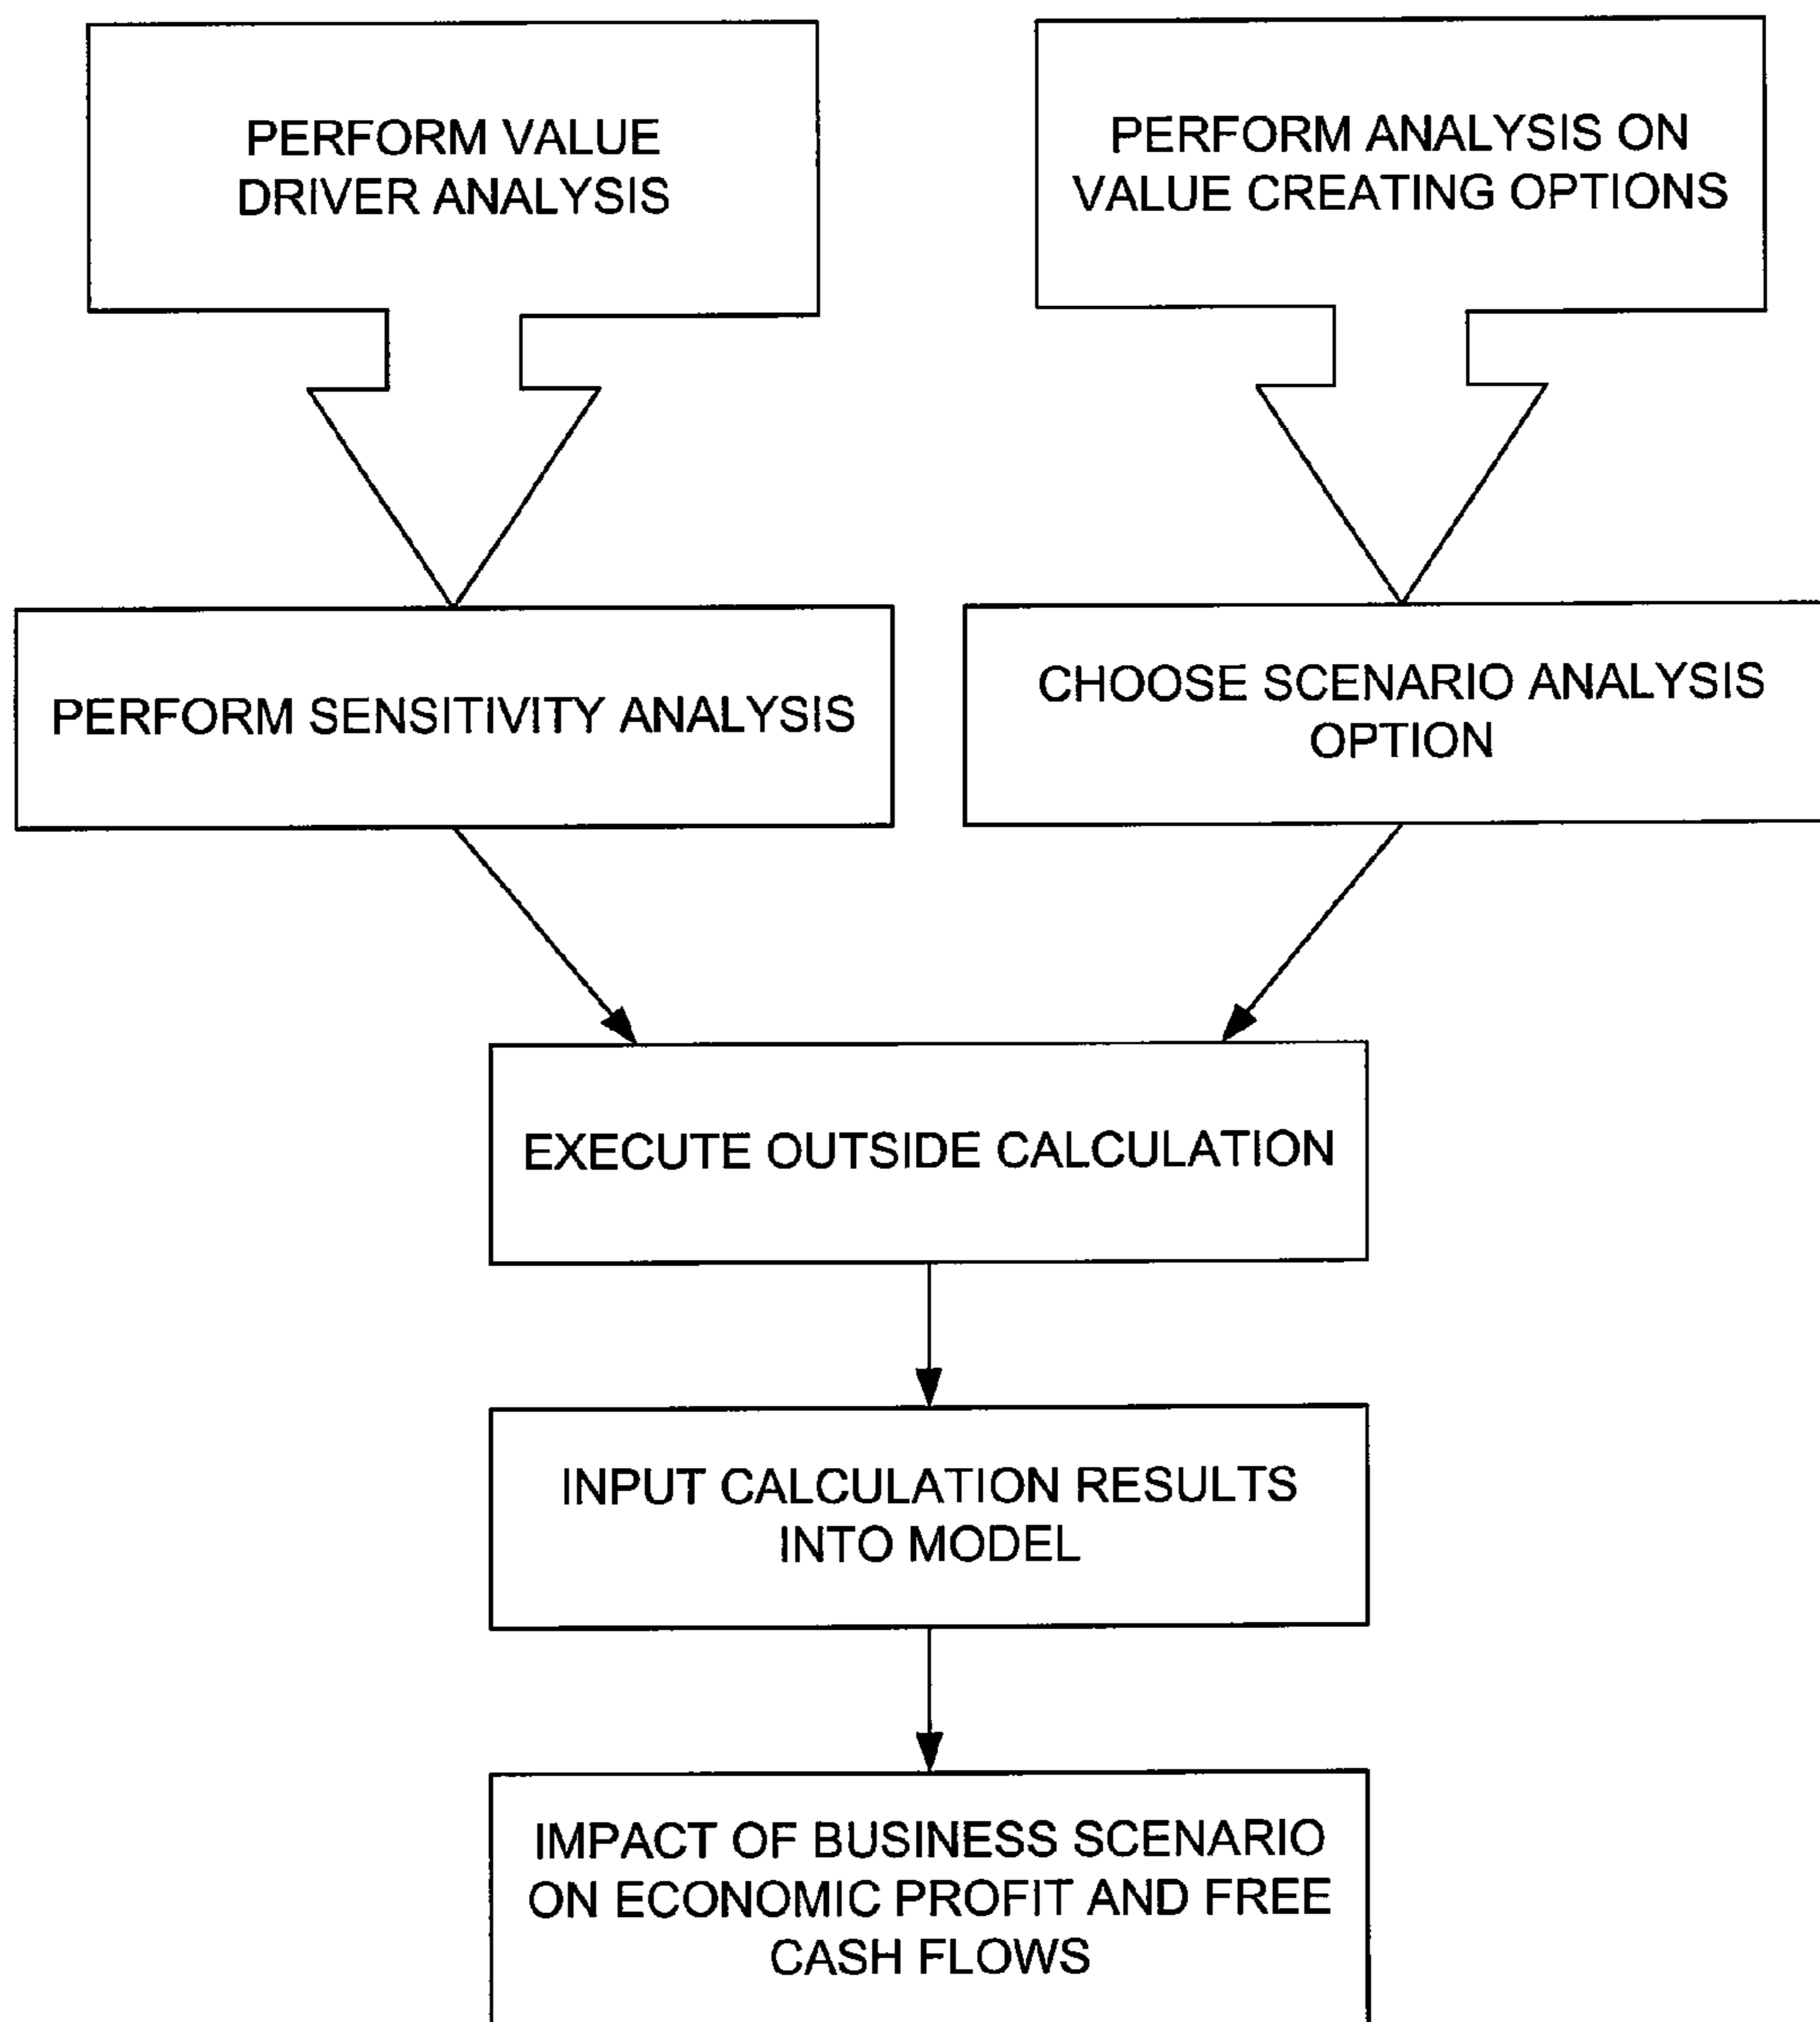 PERFORM VALUE
DRIVER ANALYSIS
PERFORM ANALYSIS ON
VALUE CREATING OPTIONS
PERFORM SENSITIVITY ANALYSIS
CHOOSE SCENARIO ANALYSIS
OPTION
EXECUTE OUTSIDE CALCULATION
INPUT CALCULATION RESULTS
INTO MODEL
IMPACT OF BUSINESS SCENARIO
ON ECONOMIC PROFIT AND FREE
CASH FLOWS